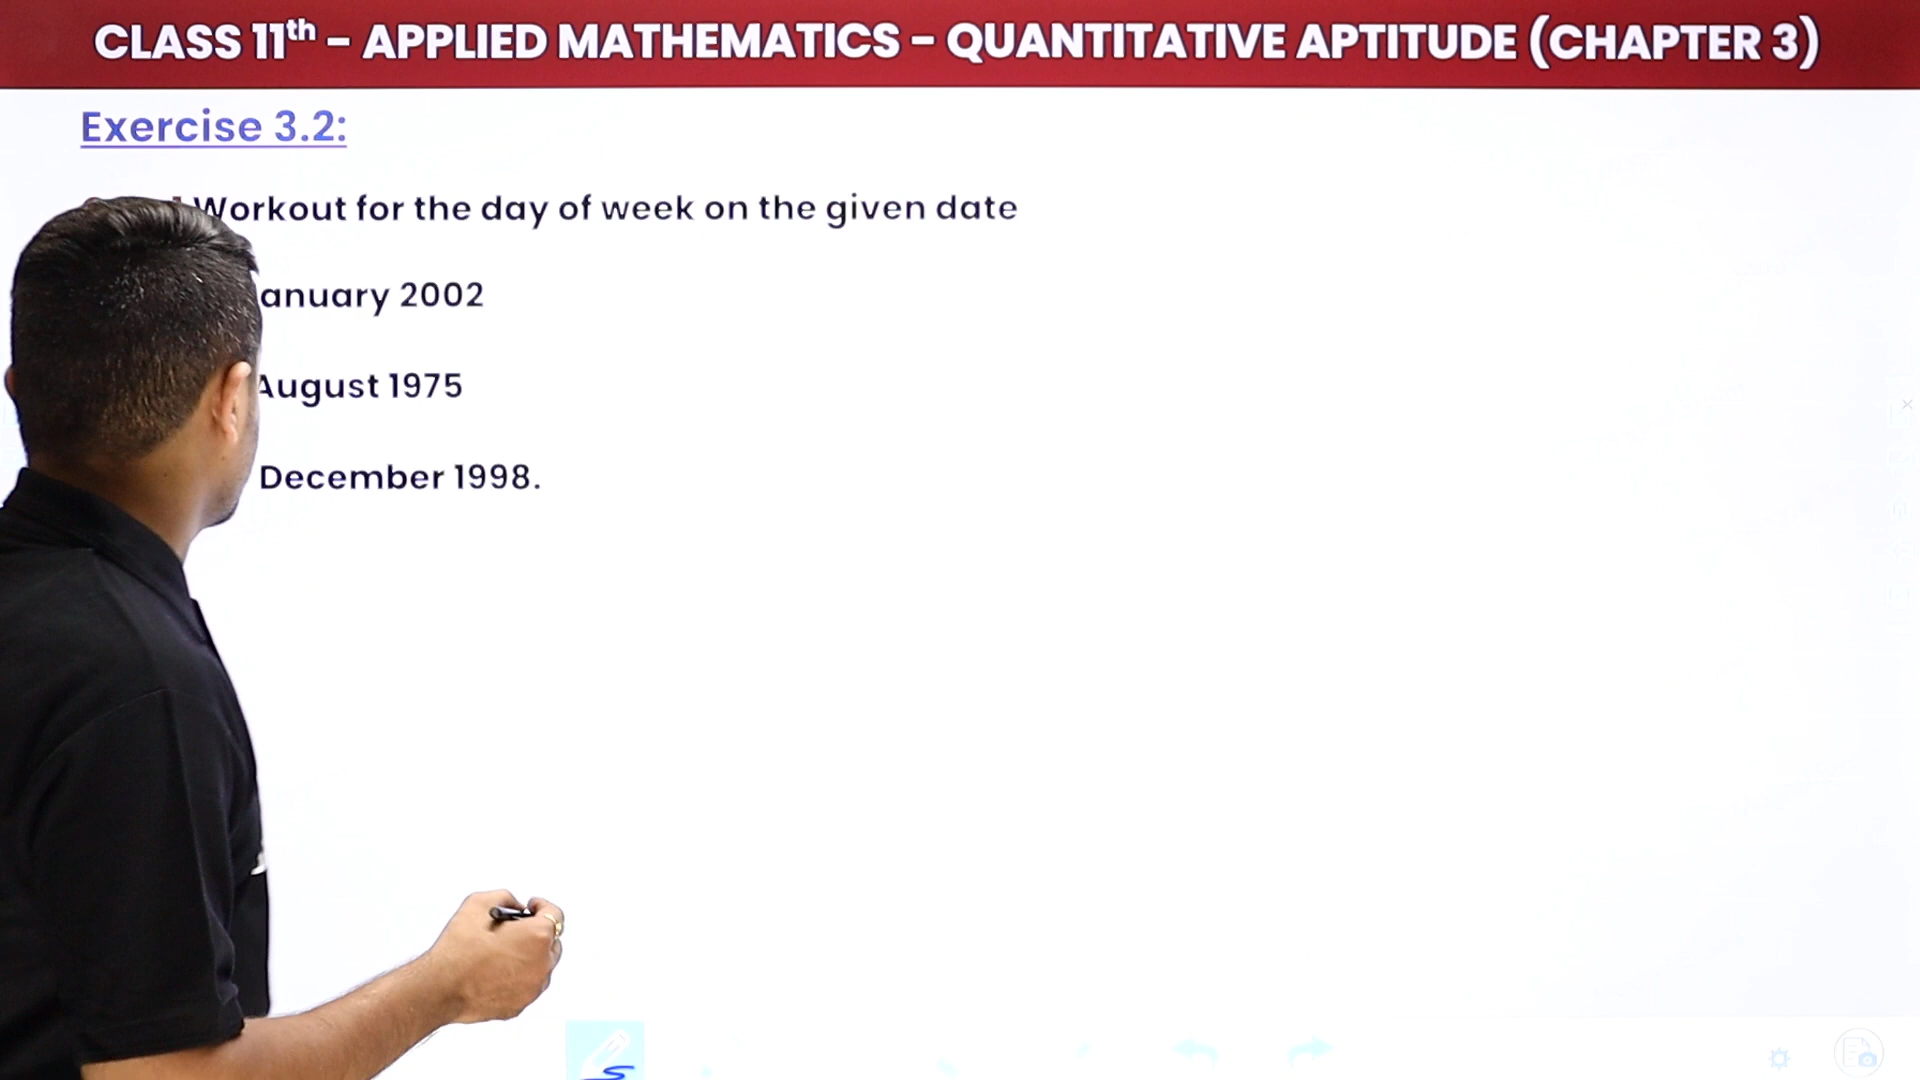 CLASS 11th - APPLIED MATHEMATICS - QUANTITATIVE APTITUDE (CHAPTER 3)
Exercise 3.2:
Workout for the day of week on the given date
anuary 2002
August 1975
December 1998.